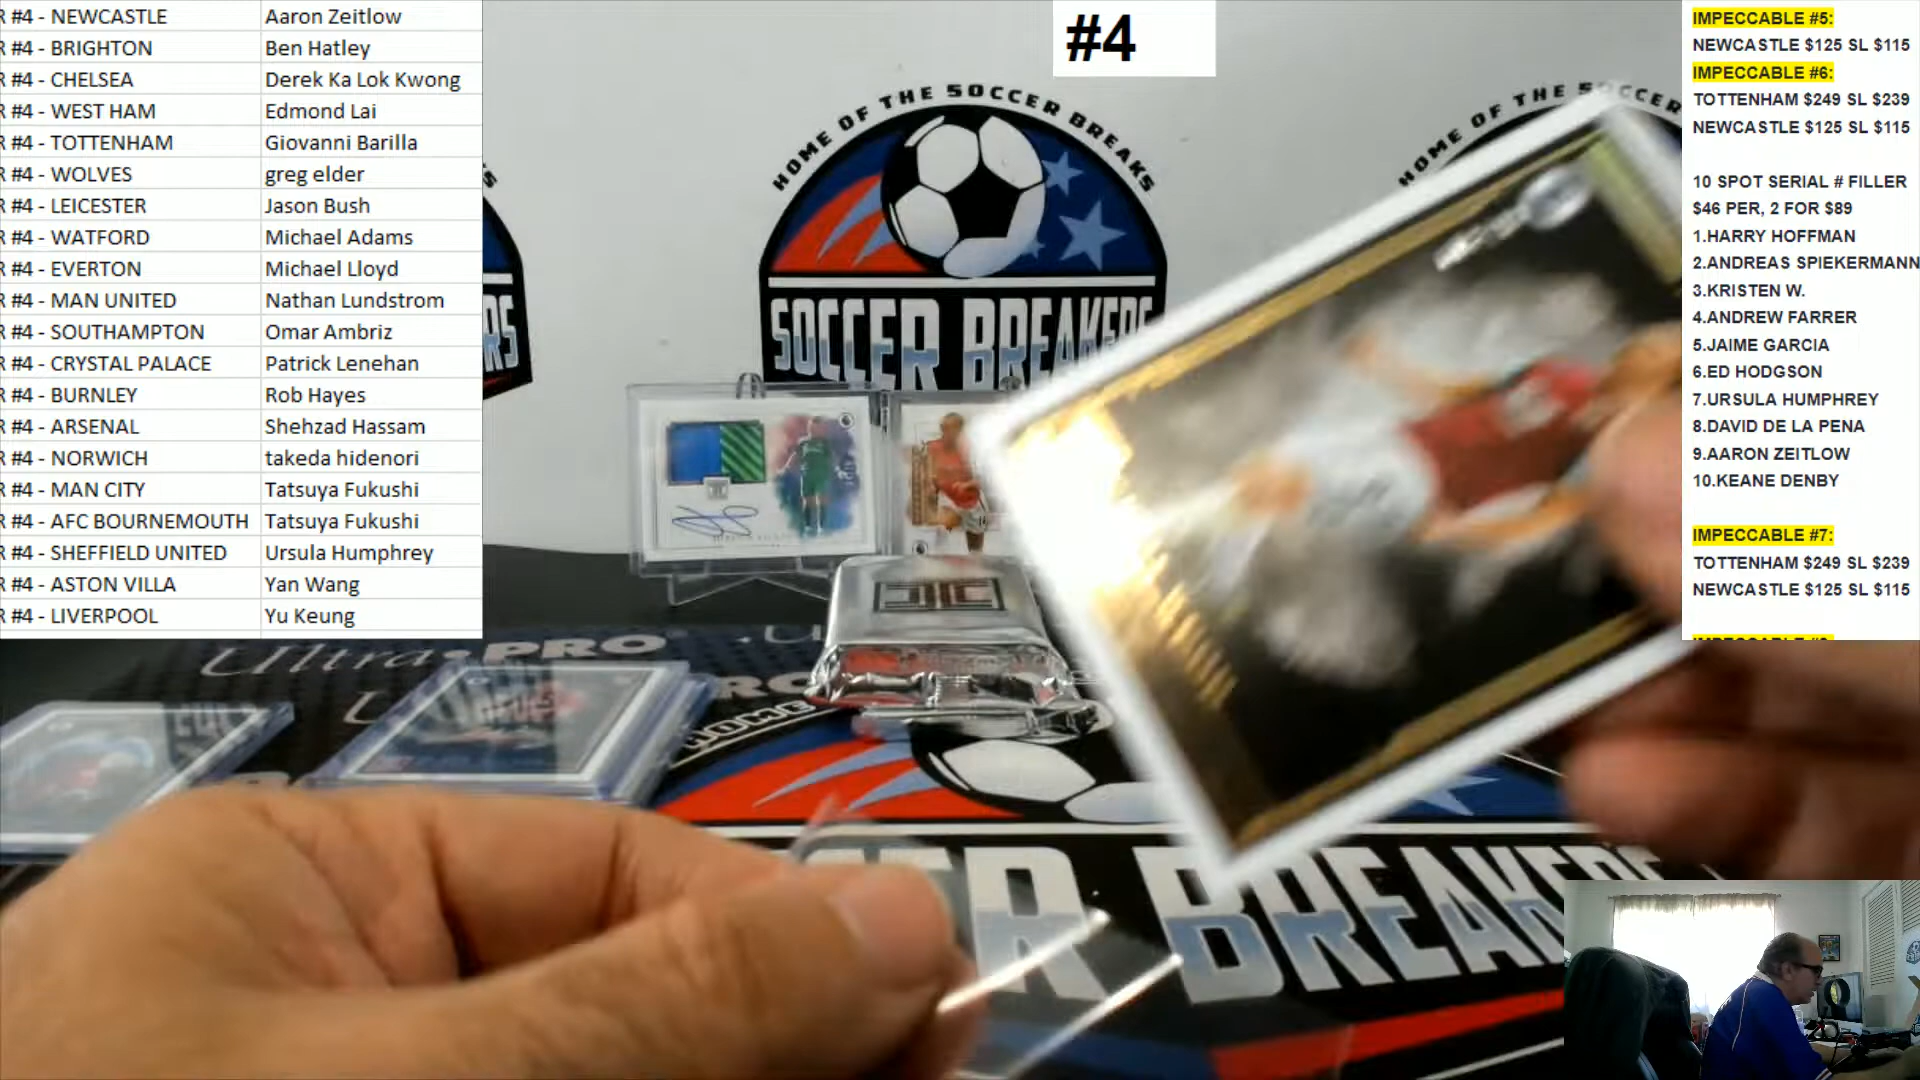 R #4 - NEWCASTLE Aaron Zeitlow
R #4 - BRIGHTON Ben Hatley
R #4 - CHELSEA Derek Ka Lok Kwong
R #4 - WEST HAM Edmond Lai
R #4 - TOTTENHAM Giovanni Barilla
R #4 - WOLVES greg elder
R #4 - LEICESTER Jason Bush
R #4 - WATFORD Michael Adams
R #4 - EVERTON Michael Lloyd
R #4 - MAN UNITED Nathan Lundstrom
R #4 - SOUTHAMPTON Omar Ambriz
R #4 - CRYSTAL PALACE Patrick Lenehan
R #4 - BURNLEY Rob Hayes
R #4 - ARSENAL Shehzad Hassam
R #4 - NORWICH takeda hidenori
R #4 - MAN CITY Tatsuya Fukushi
R #4 - AFC BOURNEMOUTH Tatsuya Fukushi
R #4 - SHEFFIELD UNITED Ursula Humphrey
R #4 - ASTON VILLA Yan Wang
R #4 - LIVERPOOL Yu Keung
#4
HOME OF THE SOCCER BREAKS
SOCCER BREAKERS
HOME OF THE SOCCER
Ultra PRO
BREAKERS
IMPECCABLE #5:
NEWCASTLE $125 SL $115
IMPECCABLE #6:
TOTTENHAM $249 SL $239
NEWCASTLE $125 SL $115
10 SPOT SERIAL # FILLER
$46 PER, 2 FOR $89
1.HARRY HOFFMAN
2.ANDREAS SPIEKERMANN
3.KRISTEN W.
4.ANDREW FARRER
5.JAIME GARCIA
6.ED HODGSON
7.URSULA HUMPHREY
8.DAVID DE LA PENA
9.AARON ZEITLOW
10.KEANE DENBY
IMPECCABLE #7:
TOTTENHAM $249 SL $239
NEWCASTLE $125 SL $115